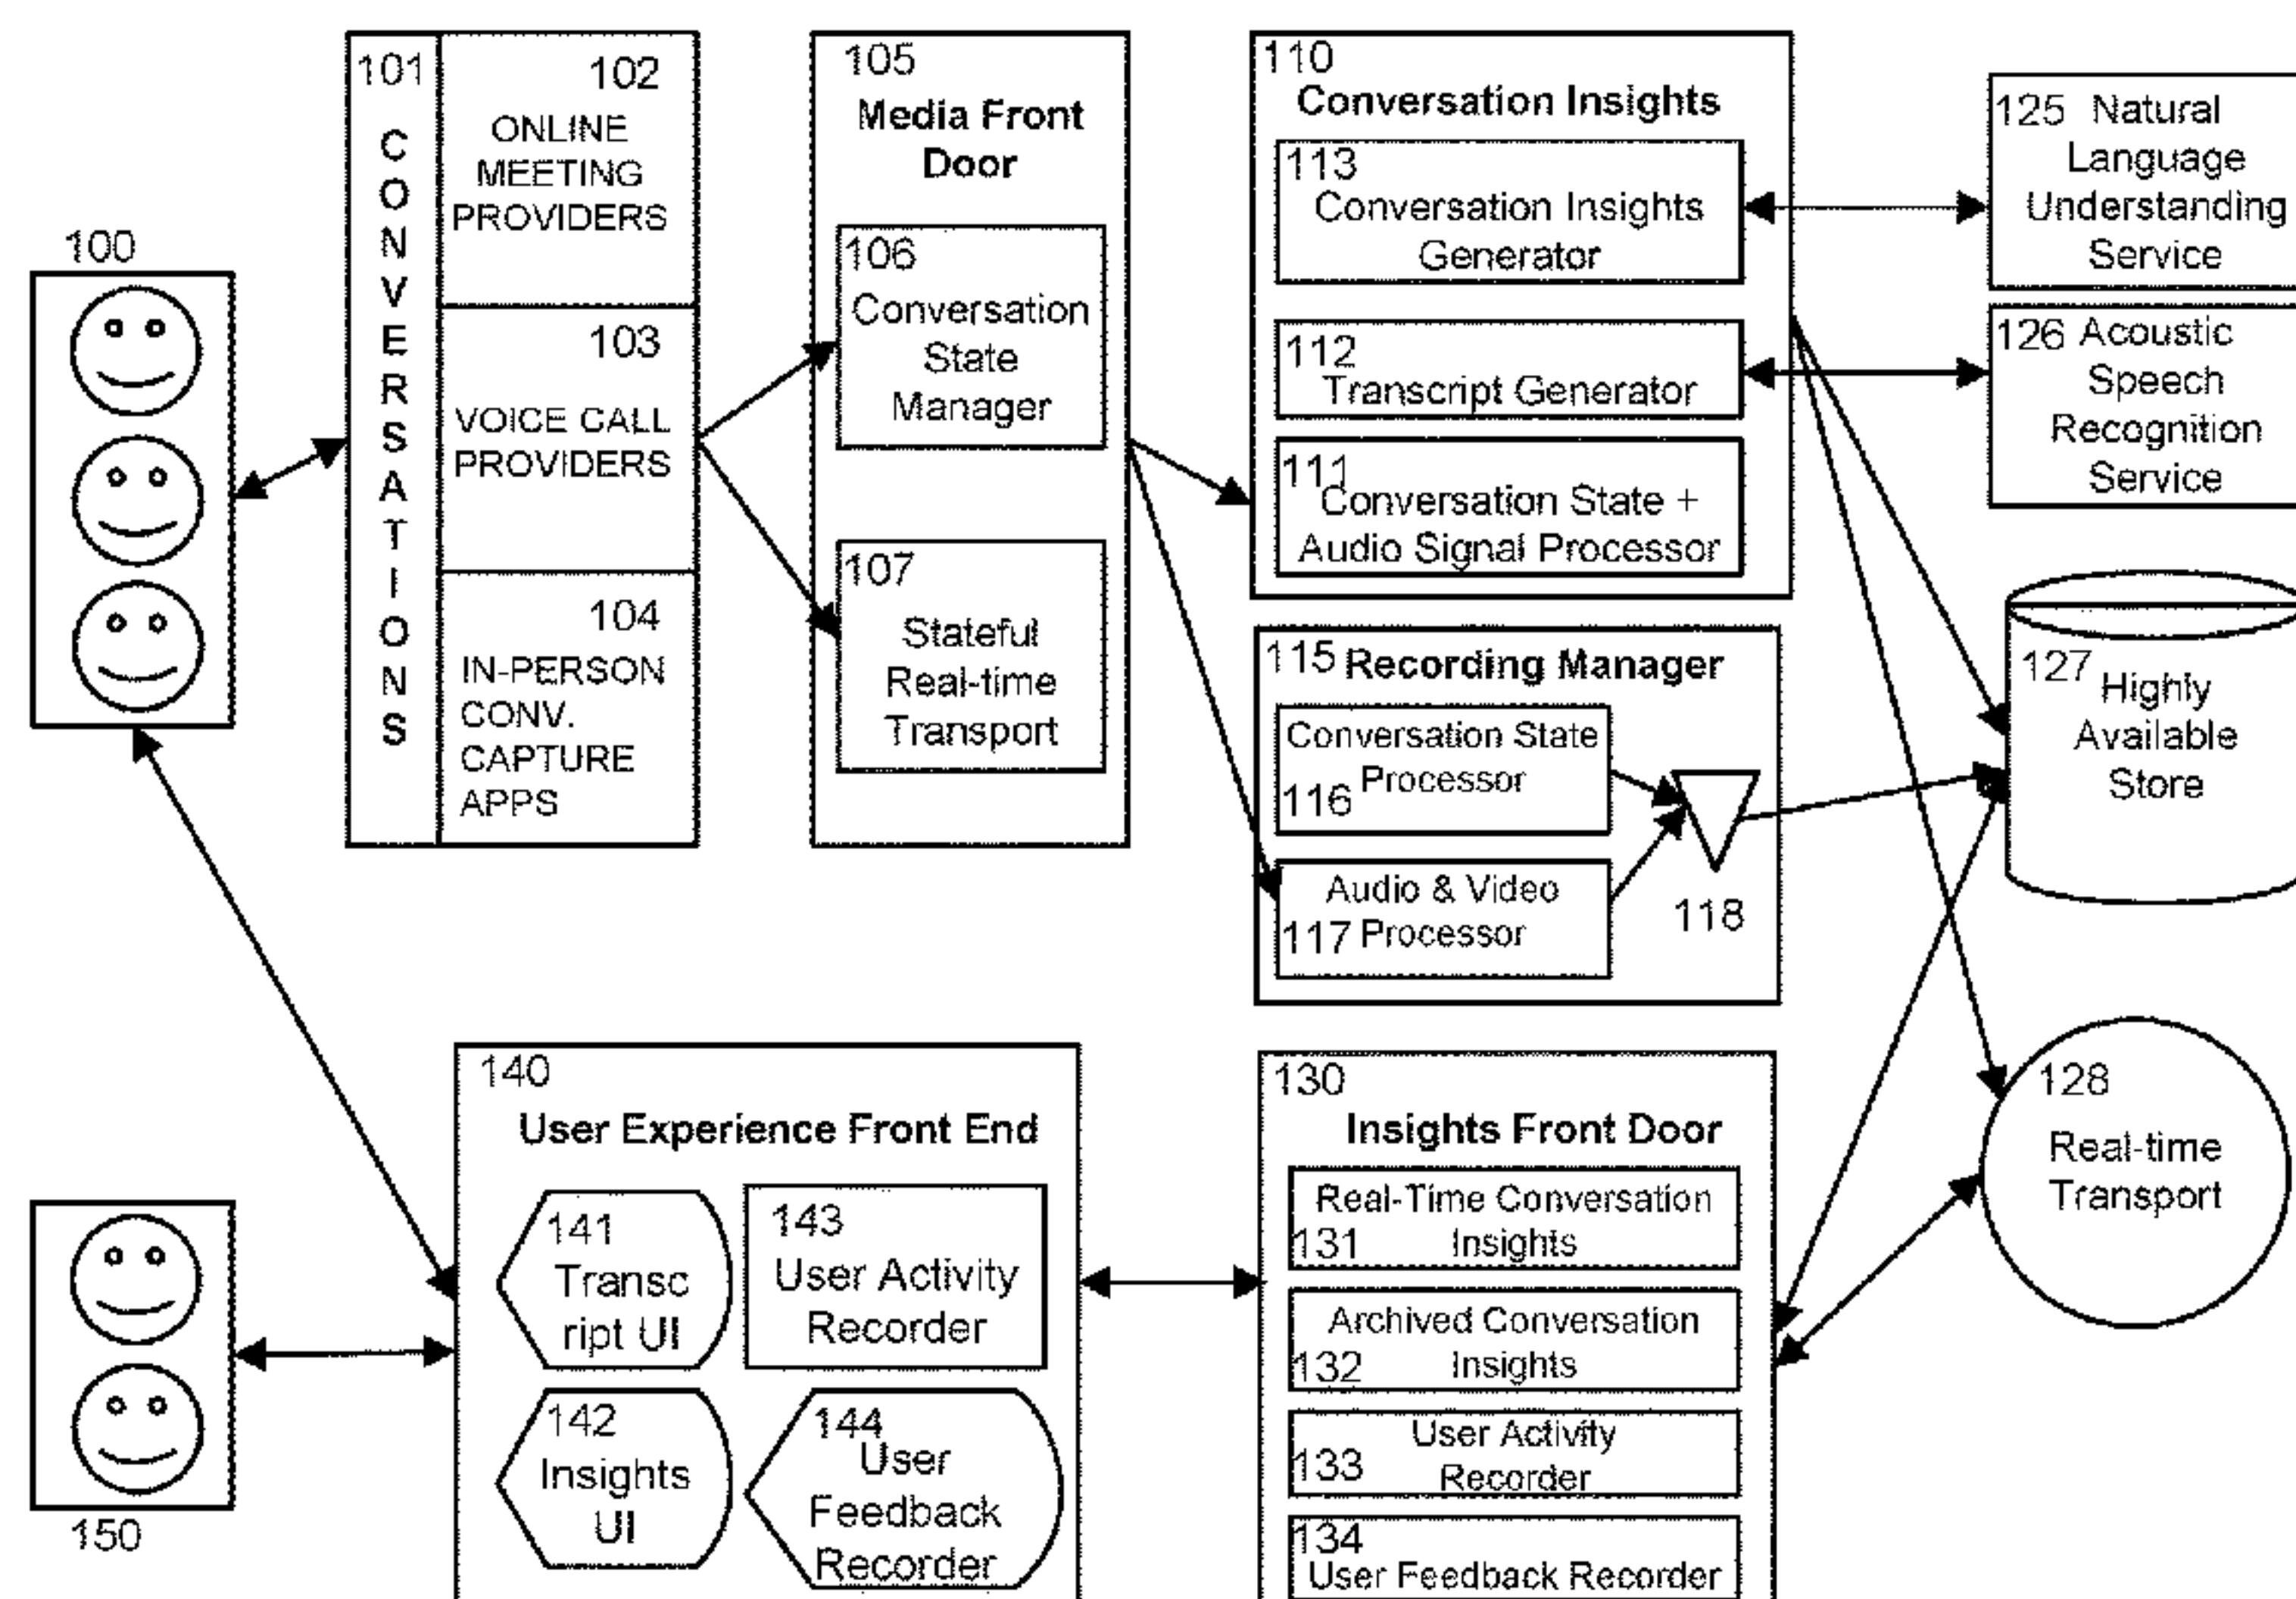 100
101
C
O
N
V
E
R
S
A
T
I
O
N
S
102
ONLINE
MEETING
PROVIDERS
103
VOICE CALL
PROVIDERS
104
IN-PERSON
CONV.
CAPTURE
APPS
105
Media Front
Door
106
Conversation
State
Manager
107
Stateful
Real-time
Transport
110
Conversation Insights
113
Conversation Insights
Generator
112
Transcript Generator
111
Conversation State +
Audio Signal Processor
115 Recording Manager
Conversation State
116 Processor
Audio & Video
117 Processor
118
125 Natural
Language
Understanding
Service
126 Acoustic
Speech
Recognition
Service
127 Highly
Available
Store
128
Real-time
Transport
130
Insights Front Door
Real-Time Conversation
131 Insights
Archived Conversation
132 Insights
User Activity
133 Recorder
134
User Feedback Recorder
140
User Experience Front End
141
Transc
ript UI
143
User Activity
Recorder
142
Insights
UI
144
User
Feedback
Recorder
150